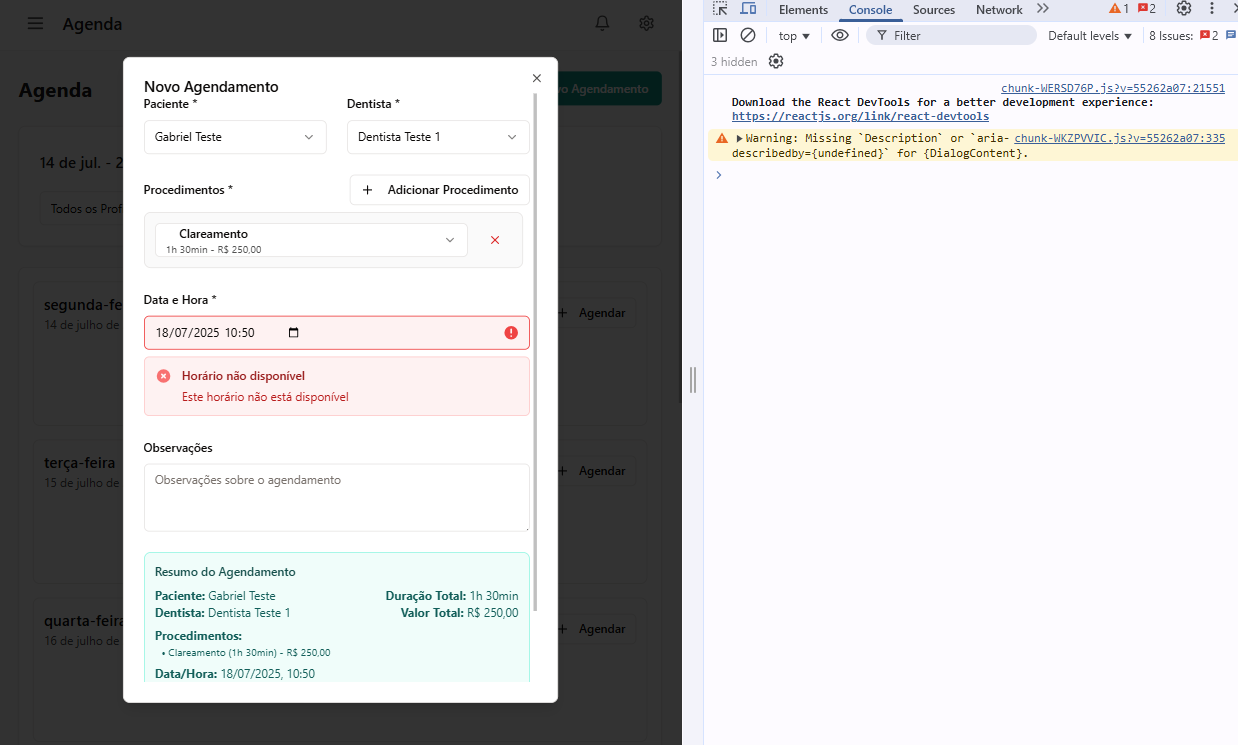 Agenda
Agenda
vo Agendamento
14 de jul. - 2
Todos os Prof
segunda-fe
14 de julho de
Agendar
terça-feira
15 de julho de
Agendar
quarta-feira
16 de julho de
Agendar
Novo Agendamento
Paciente *
Dentista *
Gabriel Teste
Dentista Teste 1
Procedimentos *
+ Adicionar Procedimento
Clareamento
1h 30min - R$ 250,00
Data e Hora *
18/07/2025 10:50
Horário não disponível
Este horário não está disponível
Observações
Observações sobre o agendamento
Resumo do Agendamento
Paciente: Gabriel Teste
Duração Total: 1h 30min
Dentista: Dentista Teste 1
Valor Total: R$ 250,00
Procedimentos:
• Clareamento (1h 30min) - R$ 250,00
Data/Hora: 18/07/2025, 10:50
Elements Console Sources Network 1 2
top Filter Default levels 8 Issues: 2
3 hidden
chunk-WERSD76P.js?v=55262a07:21551
Download the React DevTools for a better development experience:
https://reactjs.org/link/react-devtools
Warning: Missing `Description` or `aria- chunk-WKZPVVIC.js?v=55262a07:335
describedby={undefined}` for {DialogContent}.